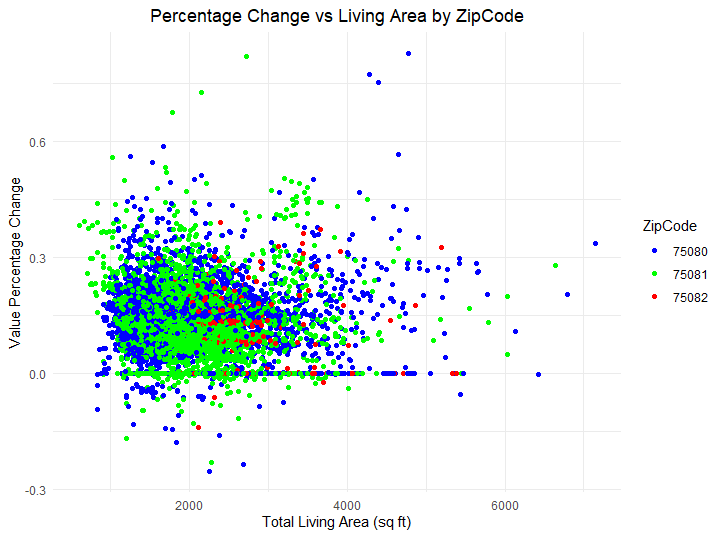 Percentage Change vs Living Area by ZipCode
Value Percentage Change
0.6
0.3
0.0
-0.3
2000
4000
6000
Total Living Area (sq ft)
ZipCode
75080
75081
75082